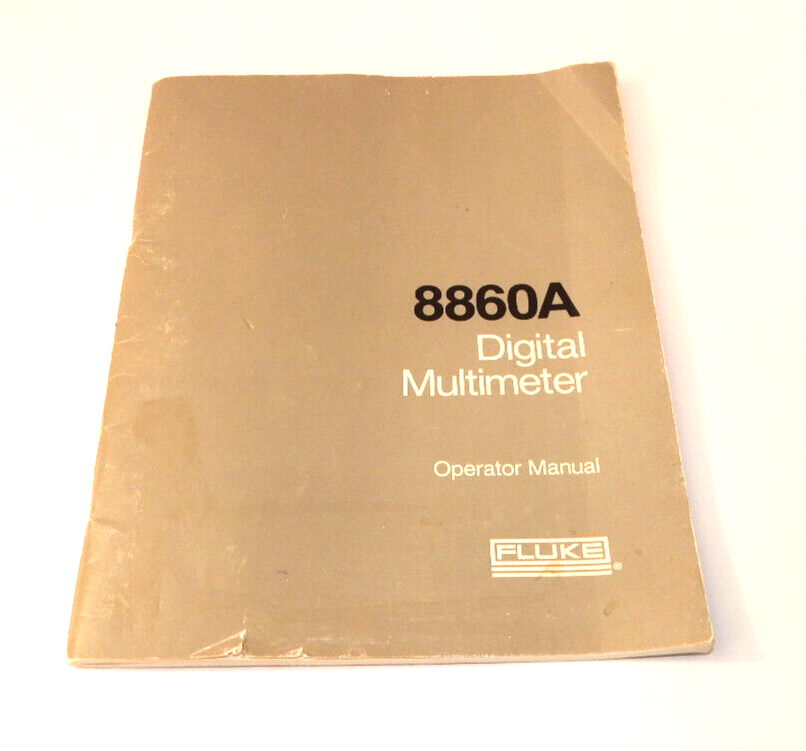 8860A
Digital
Multimeter
Operator Manual
FLUKE®